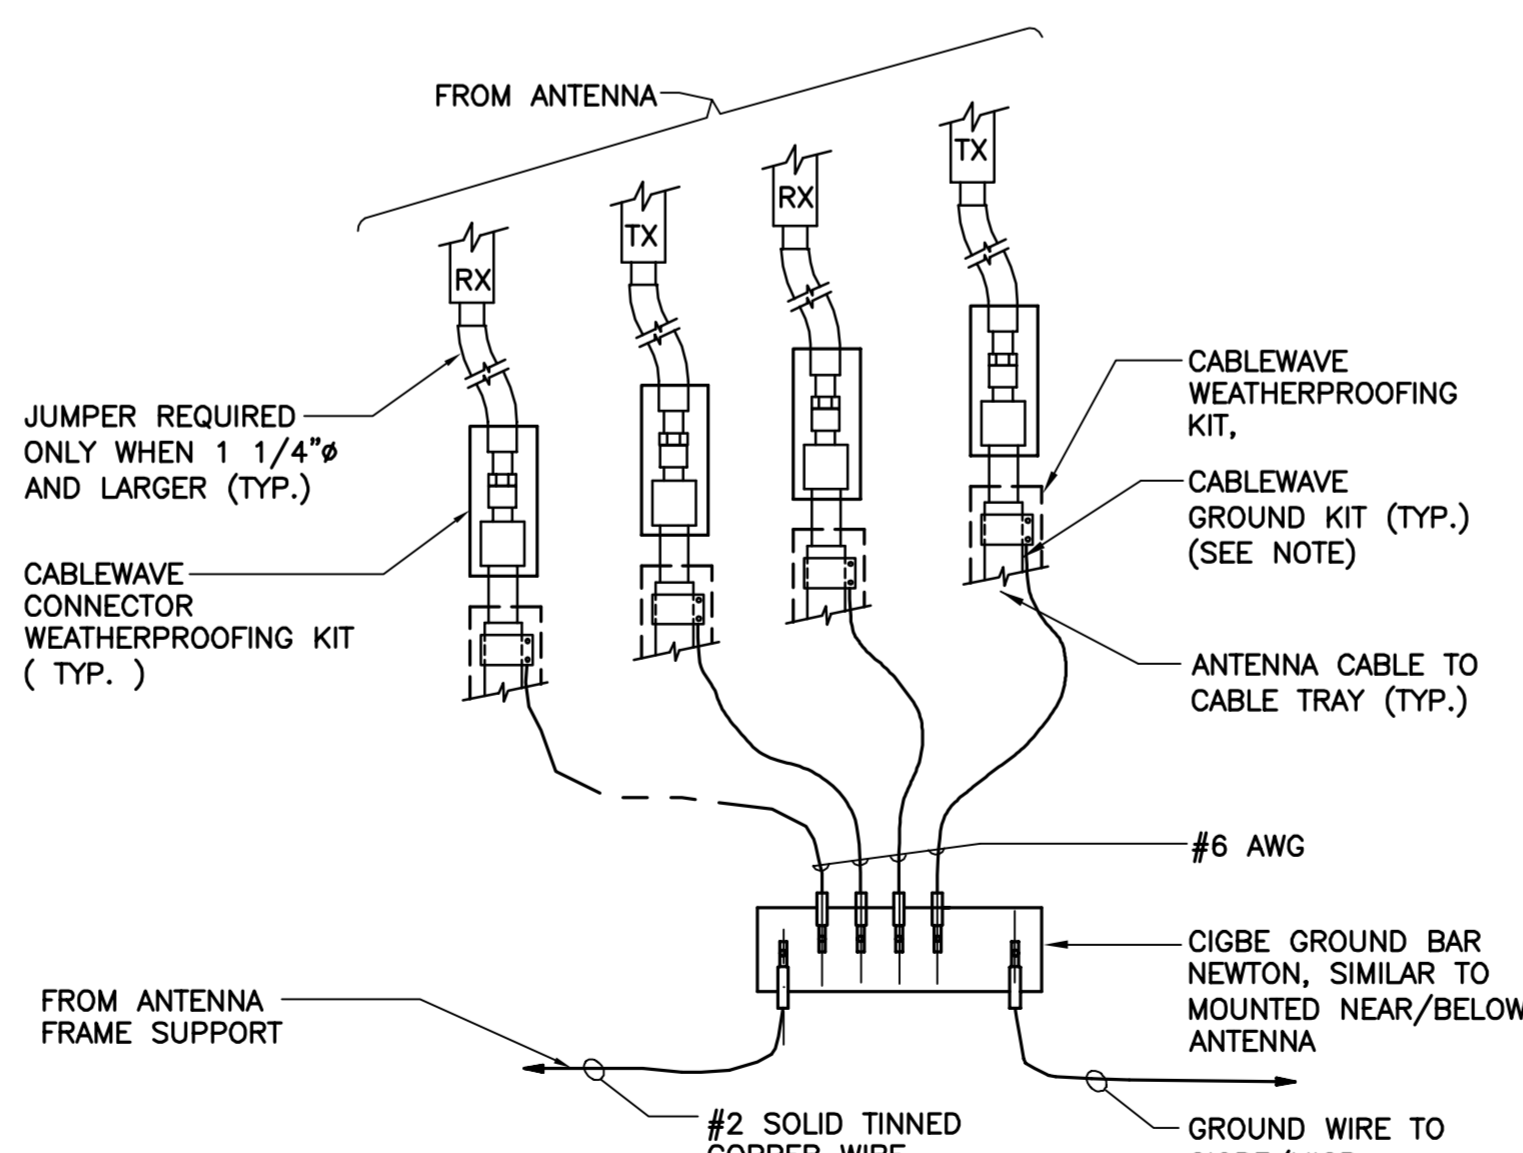 FROM ANTENNA
TX
RX
TX
RX
JUMPER REQUIRED
ONLY WHEN 1 1/4"ø
AND LARGER (TYP.)
CABLEWAVE
CONNECTOR
WEATHERPROOFING KIT
( TYP. )
CABLEWAVE
WEATHERPROOFING
KIT,
CABLEWAVE
GROUND KIT (TYP.)
(SEE NOTE)
ANTENNA CABLE TO
CABLE TRAY (TYP.)
#6 AWG
CIGBE GROUND BAR
NEWTON, SIMILAR TO
MOUNTED NEAR/BELOW
ANTENNA
FROM ANTENNA
FRAME SUPPORT
#2 SOLID TINNED
COPPER WIRE
GROUND WIRE TO